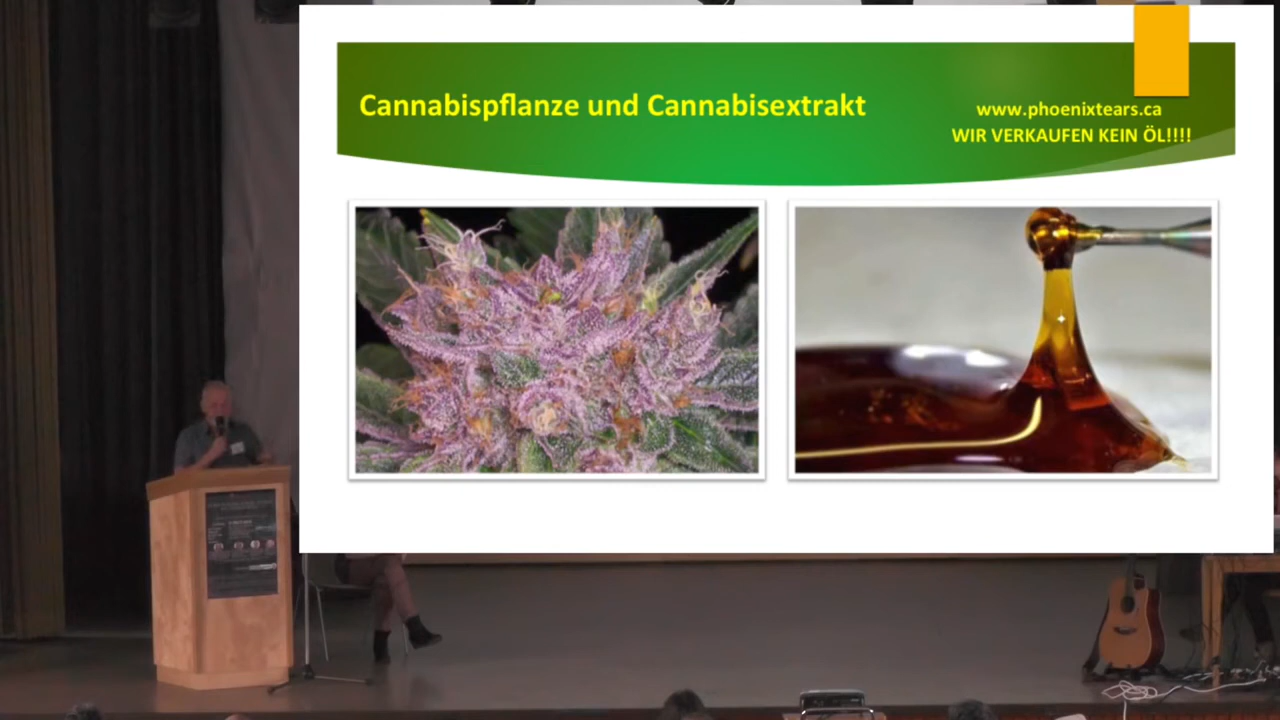 Cannabispflanze und Cannabisextrakt
www.phoenixtears.ca
WIR VERKAUFEN KEIN ÖL!!!!